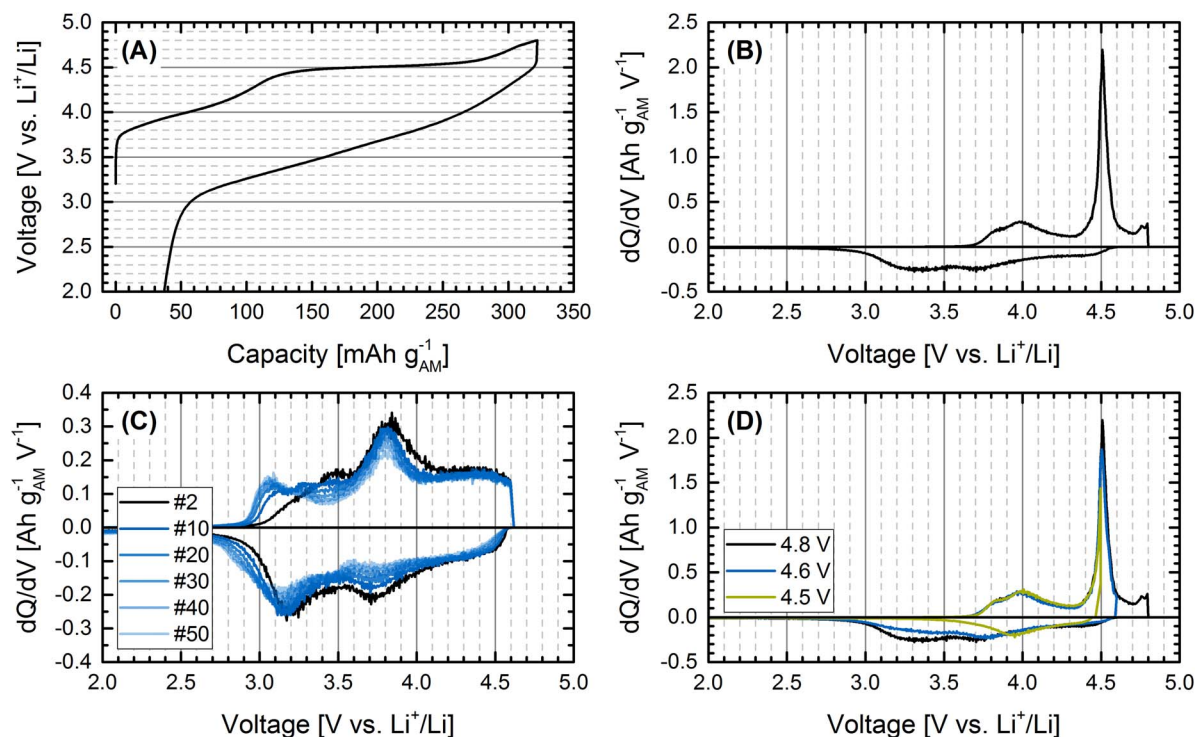 (A)
5.0
4.5
4.0
3.5
3.0
2.5
2.0
Voltage [V vs. Li⁺/Li]
0 50 100 150 200 250 300 350
Capacity [mAh g⁻¹AM]
(B)
2.5
2.0
1.5
1.0
0.5
0.0
-0.5
dQ/dV [Ah g⁻¹AM V⁻¹]
2.0 2.5 3.0 3.5 4.0 4.5 5.0
Voltage [V vs. Li⁺/Li]
(C)
0.4
0.3
0.2
0.1
0.0
-0.1
-0.2
-0.3
-0.4
dQ/dV [Ah g⁻¹AM V⁻¹]
#2
#10
#20
#30
#40
#50
2.0 2.5 3.0 3.5 4.0 4.5 5.0
Voltage [V vs. Li⁺/Li]
(D)
2.5
2.0
1.5
1.0
0.5
0.0
-0.5
dQ/dV [Ah g⁻¹AM V⁻¹]
4.8 V
4.6 V
4.5 V
2.0 2.5 3.0 3.5 4.0 4.5 5.0
Voltage [V vs. Li⁺/Li]